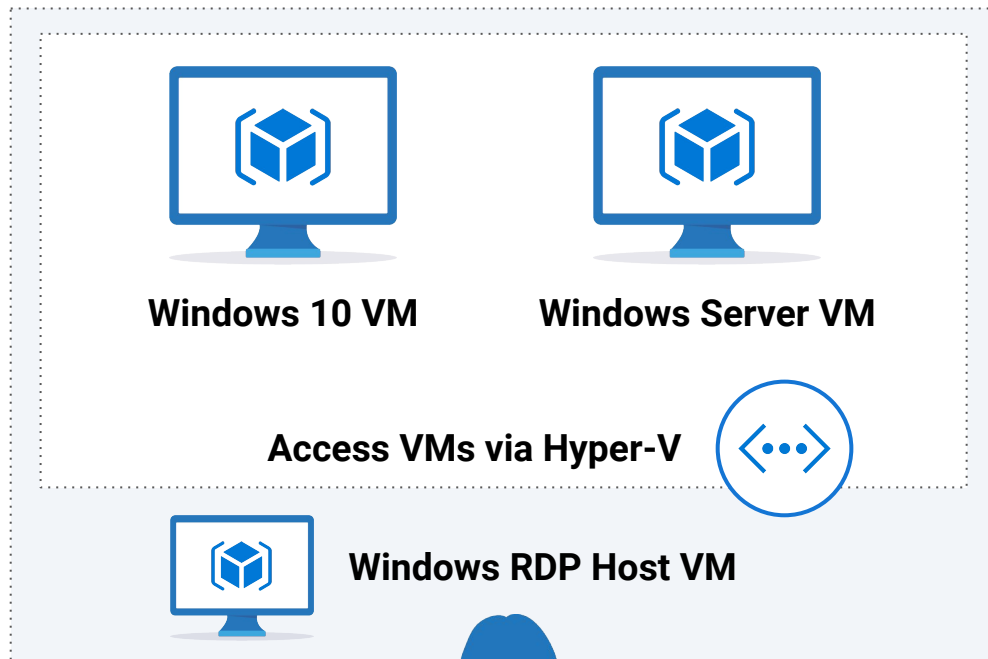 Windows 10 VM
Windows Server VM
Access VMs via Hyper-V
Windows RDP Host VM